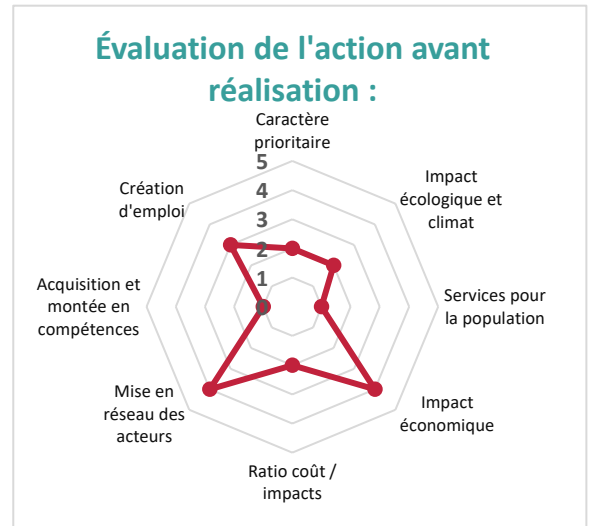 Évaluation de l'action avant
réalisation :
Caractère
prioritaire
Impact
écologique et
climat
Services pour
la population
Impact
économique
Ratio coût /
impacts
Mise en
réseau des
acteurs
Acquisition et
montée en
compétences
Création
d'emploi
5
4
3
2
1
0